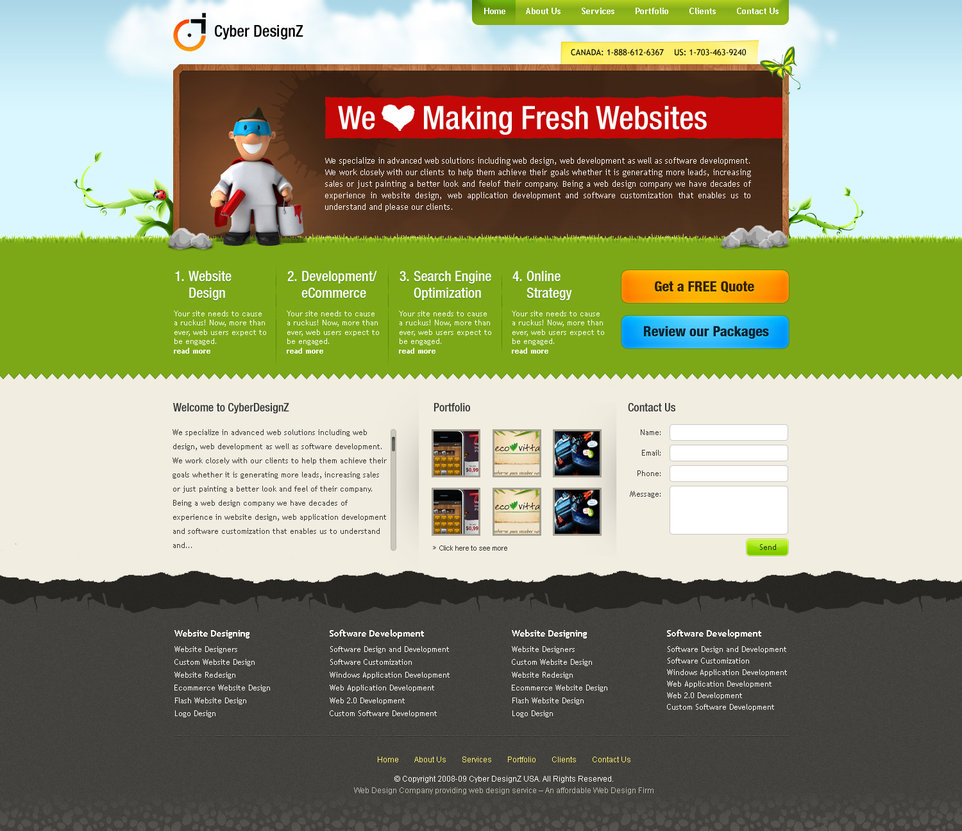 Cyber DesignZ
Home About Us Services Portfolio Clients Contact Us
CANADA: 1-888-612-6367 US: 1-703-463-9240
We Making Fresh Websites
We specialize in advanced web solutions including web design, web development as well as software development.
We work closely with our clients to help them achieve their goals whether it is generating more leads, increasing
sales or just painting a better look and feelof their company. Being a web design company we have decades of
experience in website design, web application development and software customization that enables us to
understand and please our clients.
1. Website
Design
Your site needs to cause
a ruckus! Now, more than
ever, web users expect to
be engaged.
read more
2. Development/
eCommerce
Your site needs to cause
a ruckus! Now, more than
ever, web users expect to
be engaged.
read more
3. Search Engine
Optimization
Your site needs to cause
a ruckus! Now, more than
ever, web users expect to
be engaged.
read more
4. Online
Strategy
Your site needs to cause
a ruckus! Now, more than
ever, web users expect to
be engaged.
read more
Get a FREE Quote
Review our Packages
Welcome to CyberDesignZ
We specialize in advanced web solutions including web
design, web development as well as software development.
We work closely with our clients to help them achieve their
goals whether it is generating more leads, increasing sales
or just painting a better look and feel of their company.
Being a web design company we have decades of
experience in website design, web application development
and software customization that enables us to understand
and...
Portfolio
$0.99
eco vitta
$0.99
eco vitta
> Click here to see more
Contact Us
Name:
Email:
Phone:
Message:
Send
Website Designing
Website Designers
Custom Website Design
Website Redesign
Ecommerce Website Design
Flash Website Design
Logo Design
Software Development
Software Design and Development
Software Customization
Windows Application Development
Web Application Development
Web 2.0 Development
Custom Software Development
Website Designing
Website Designers
Custom Website Design
Website Redesign
Ecommerce Website Design
Flash Website Design
Logo Design
Software Development
Software Design and Development
Software Customization
Windows Application Development
Web Application Development
Web 2.0 Development
Custom Software Development
Home About Us Services Portfolio Clients Contact Us
© Copyright 2008-09 Cyber DesignZ USA. All Rights Reserved.
Web Design Company providing web design service – An affordable Web Design Firm